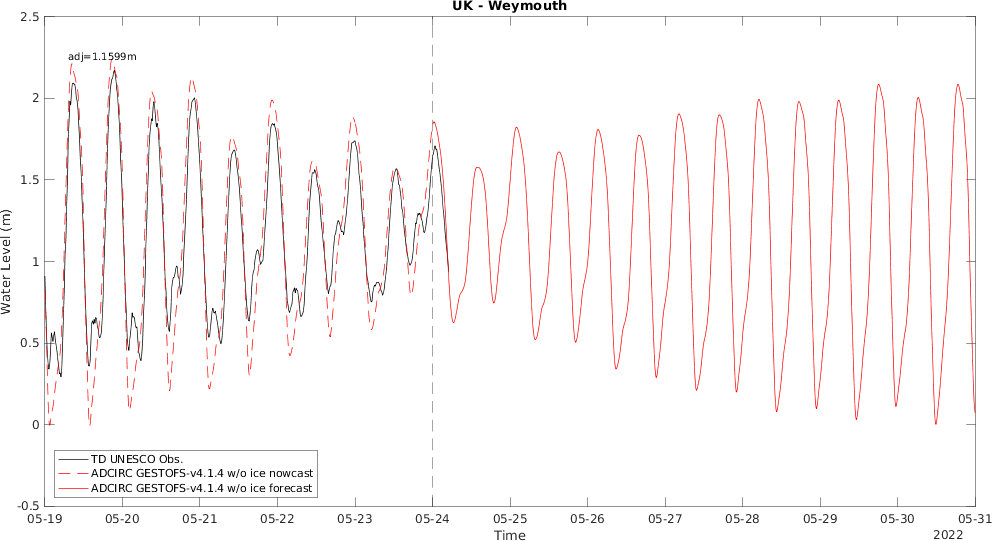 UK - Weymouth
adj=1.1599m
Water Level (m)
2.5
2
1.5
1
0.5
0
-0.5
TD UNESCO Obs.
ADCIRC GESTOFS-v4.1.4 w/o ice nowcast
ADCIRC GESTOFS-v4.1.4 w/o ice forecast
05-19 05-20 05-21 05-22 05-23 05-24 05-25 05-26 05-27 05-28 05-29 05-30 05-31
Time
2022